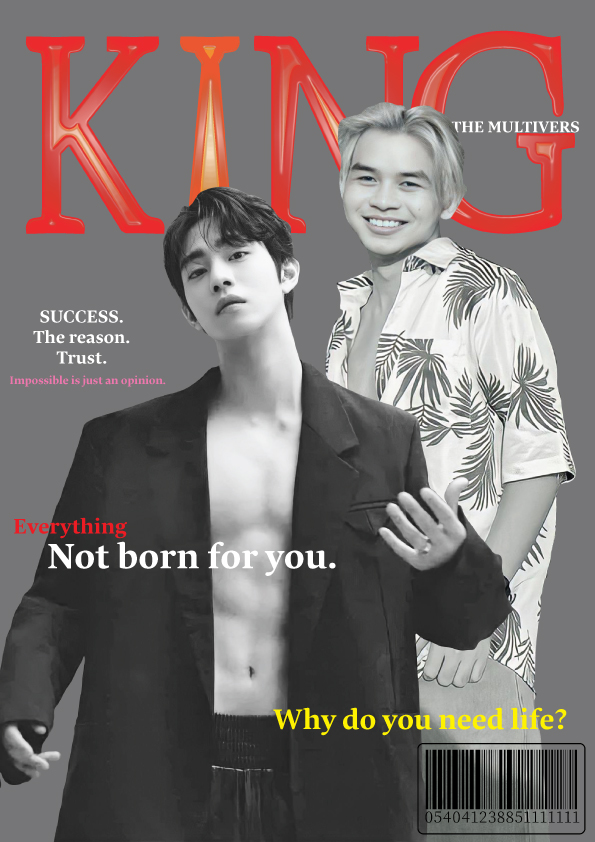 KING
THE MULTIVERS
SUCCESS.
The reason.
Trust.
Impossible is just an opinion.
Everything
Not born for you.
Why do you need life?
054041238851111111